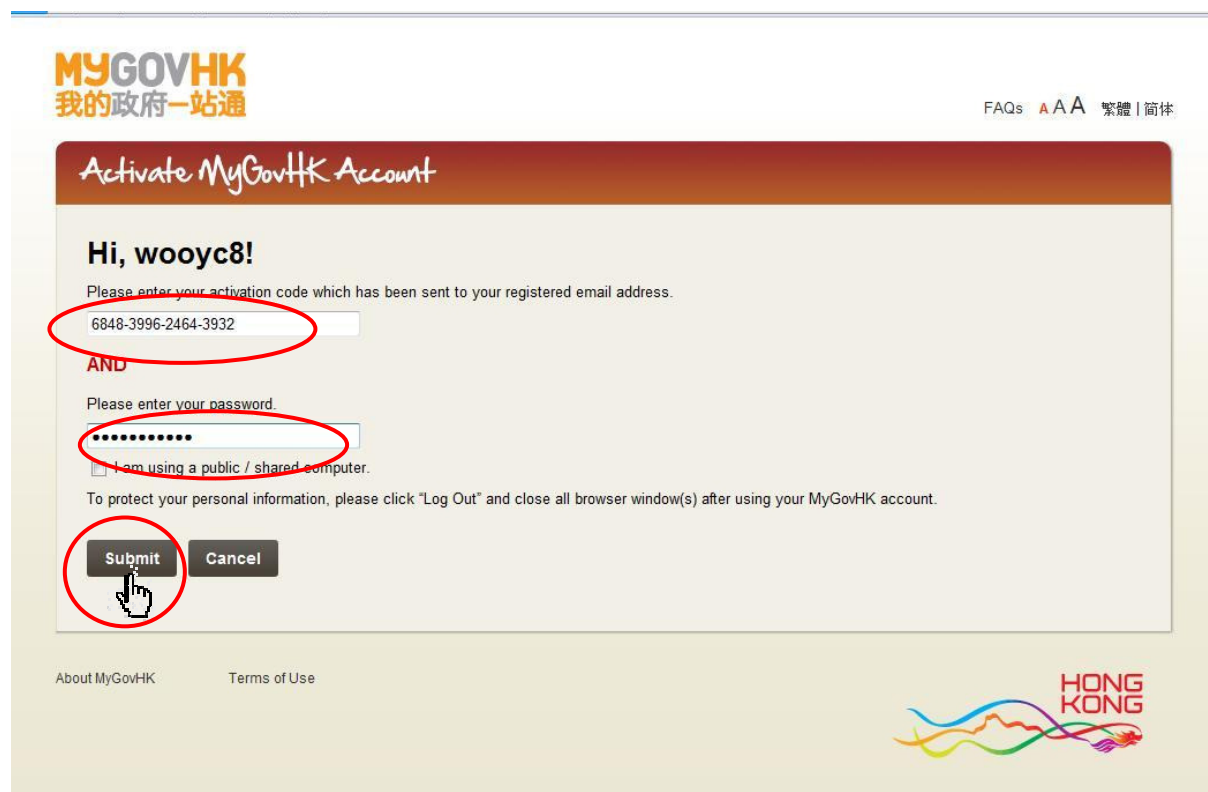 MYGOVHK
我的政府一站通
FAQs A A A 繁體 | 简体
Activate MyGovHK Account
Hi, wooyc8!
Please enter your activation code which has been sent to your registered email address.
6848-3996-2464-3932
AND
Please enter your password.
•••••••••••
I am using a public / shared computer.
To protect your personal information, please click “Log Out” and close all browser window(s) after using your MyGovHK account.
Submit Cancel
About MyGovHK Terms of Use
HONG
KONG